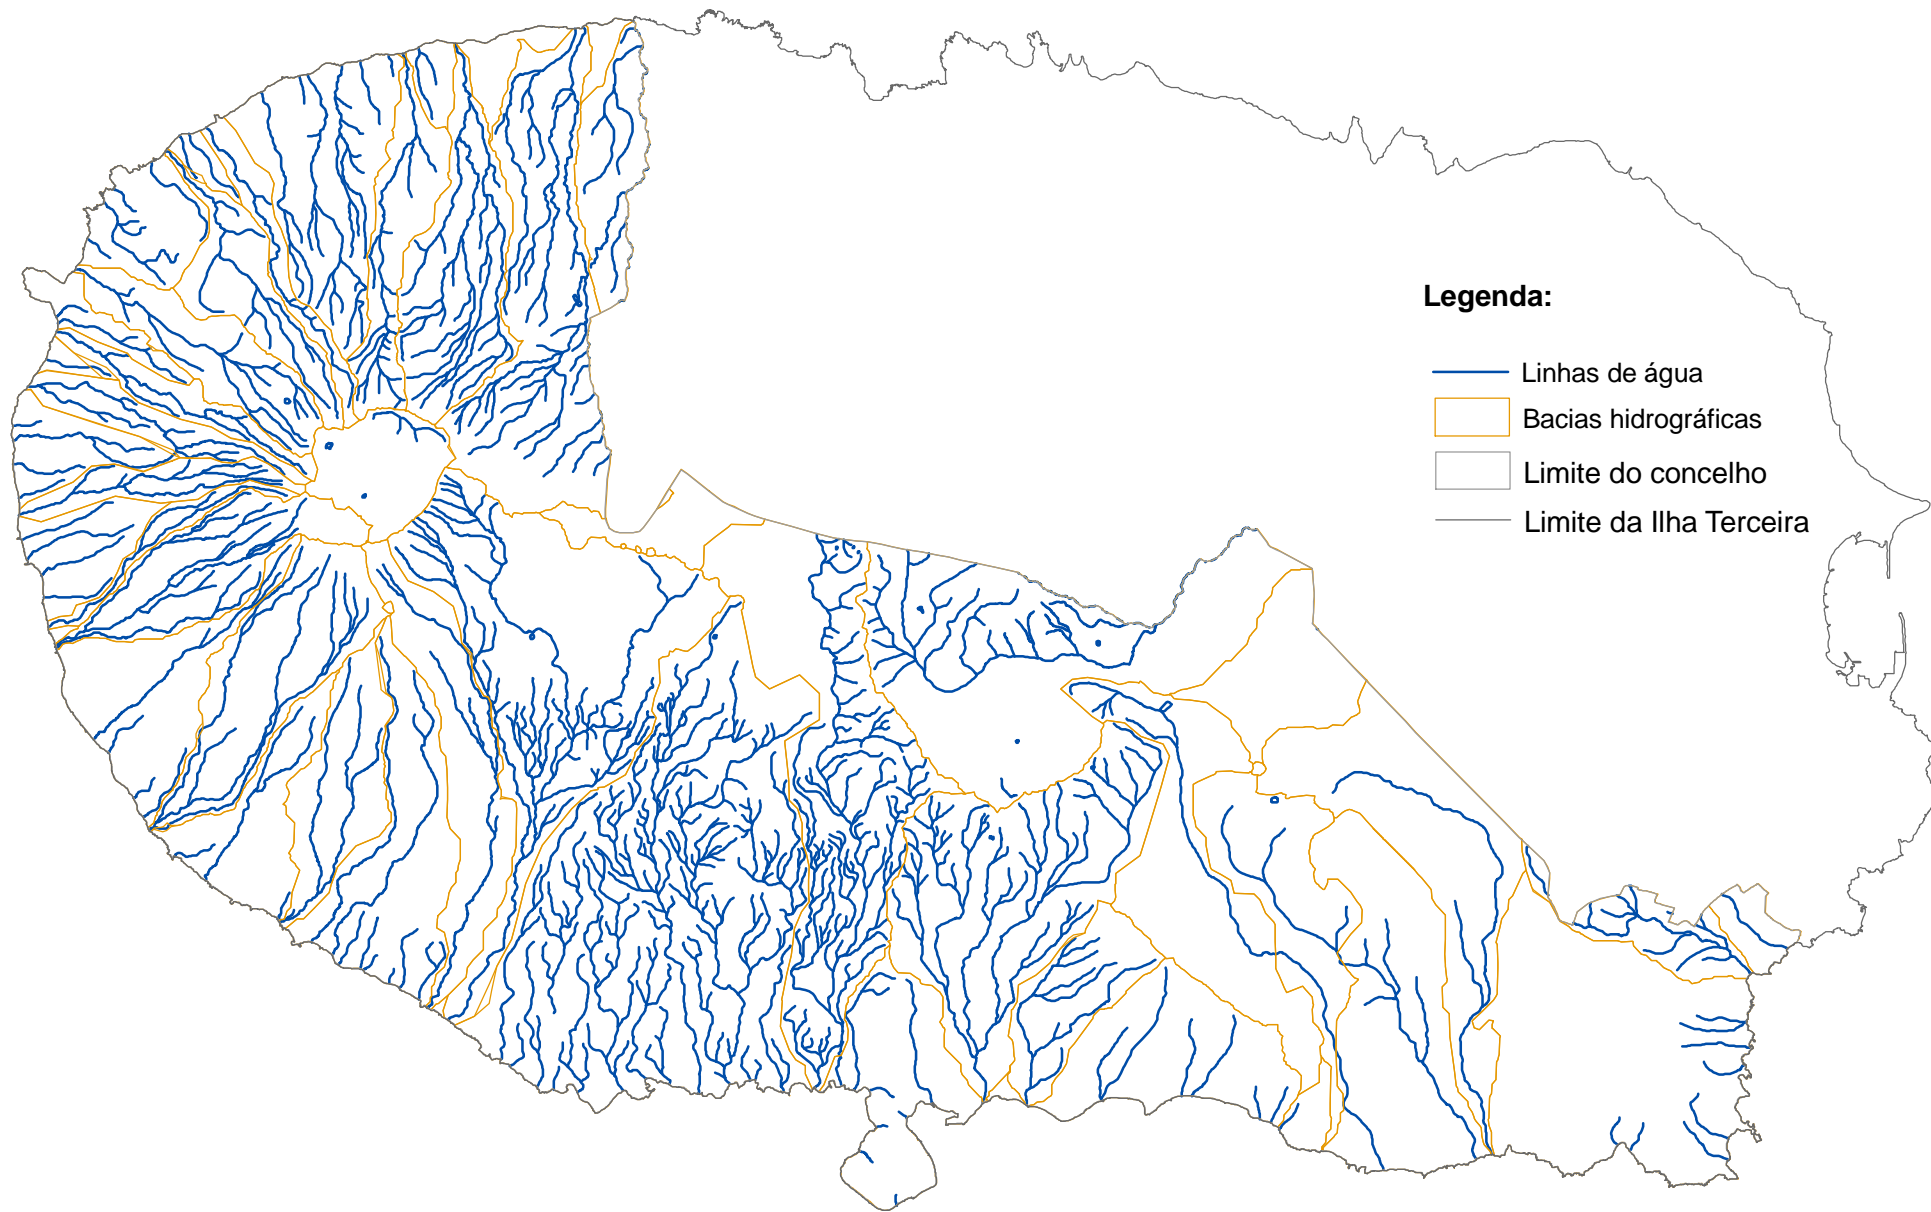 Legenda:
Linhas de água
Bacias hidrográficas
Limite do concelho
Limite da Ilha Terceira